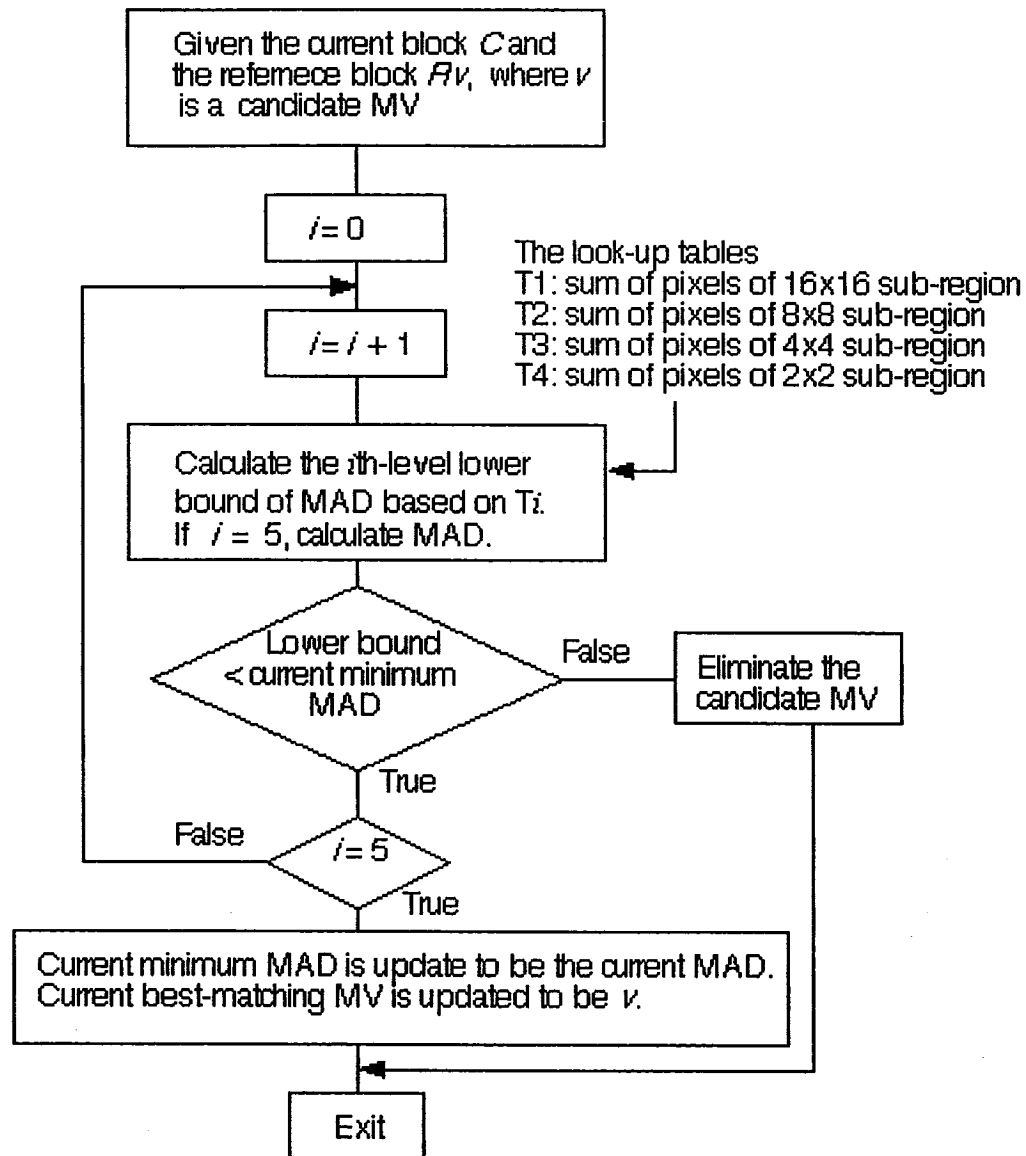 Given the current block C and
the refernece block Rv, where v
is a candidate MV
i = 0
The look-up tables
T1: sum of pixels of 16x16 sub-region
T2: sum of pixels of 8x8 sub-region
T3: sum of pixels of 4x4 sub-region
T4: sum of pixels of 2x2 sub-region
i = i + 1
Calculate the ith-level lower
bound of MAD based on Ti.
If i = 5, calculate MAD.
Lower bound
< current minimum
MAD
False
Eliminate the
candidate MV
True
False
i = 5
True
Current minimum MAD is update to be the current MAD.
Current best-matching MV is updated to be v.
Exit